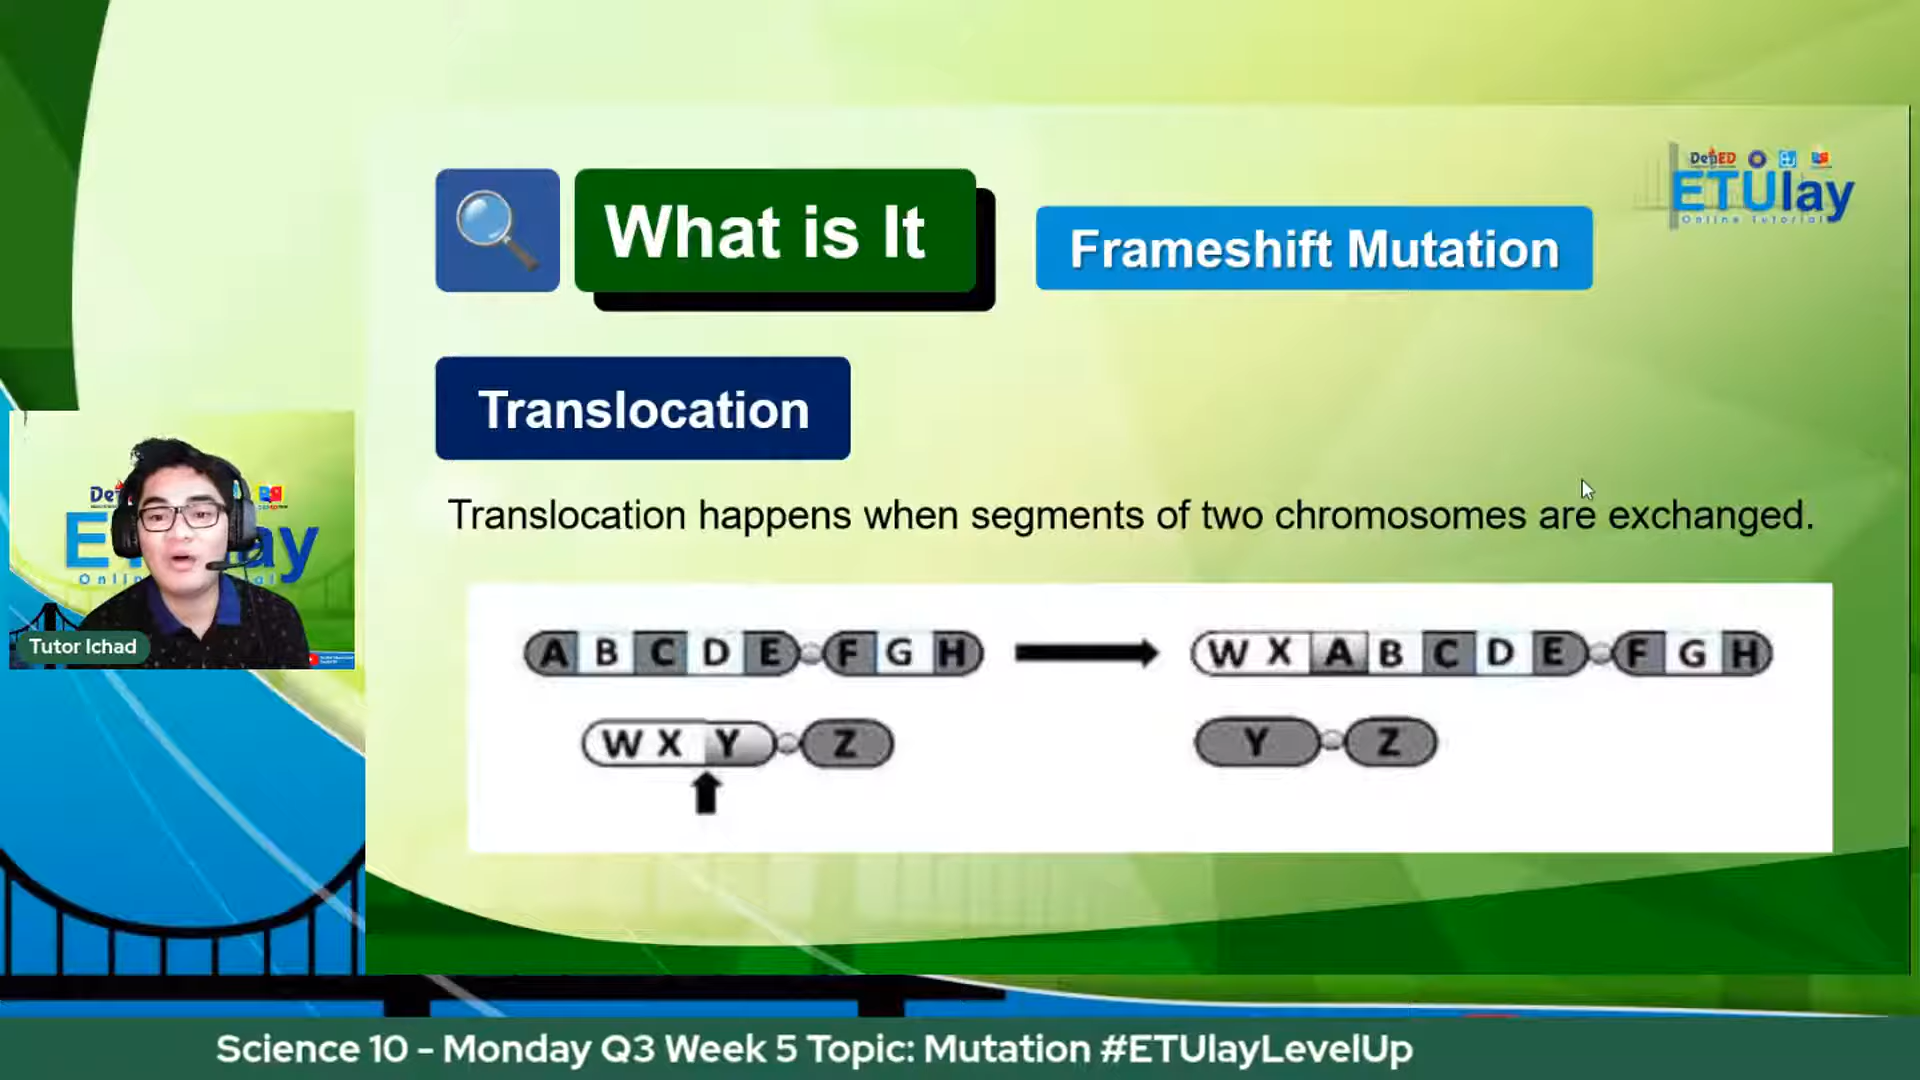 DepED
ETUlay
Online Tutorial
What is It
Frameshift Mutation
Translocation
Translocation happens when segments of two chromosomes are exchanged.
A B C D E F G H
W X A B C D E F G H
W X Y Z
Y Z
Tutor Ichad
Science 10 - Monday Q3 Week 5 Topic: Mutation #ETUlayLevelUp